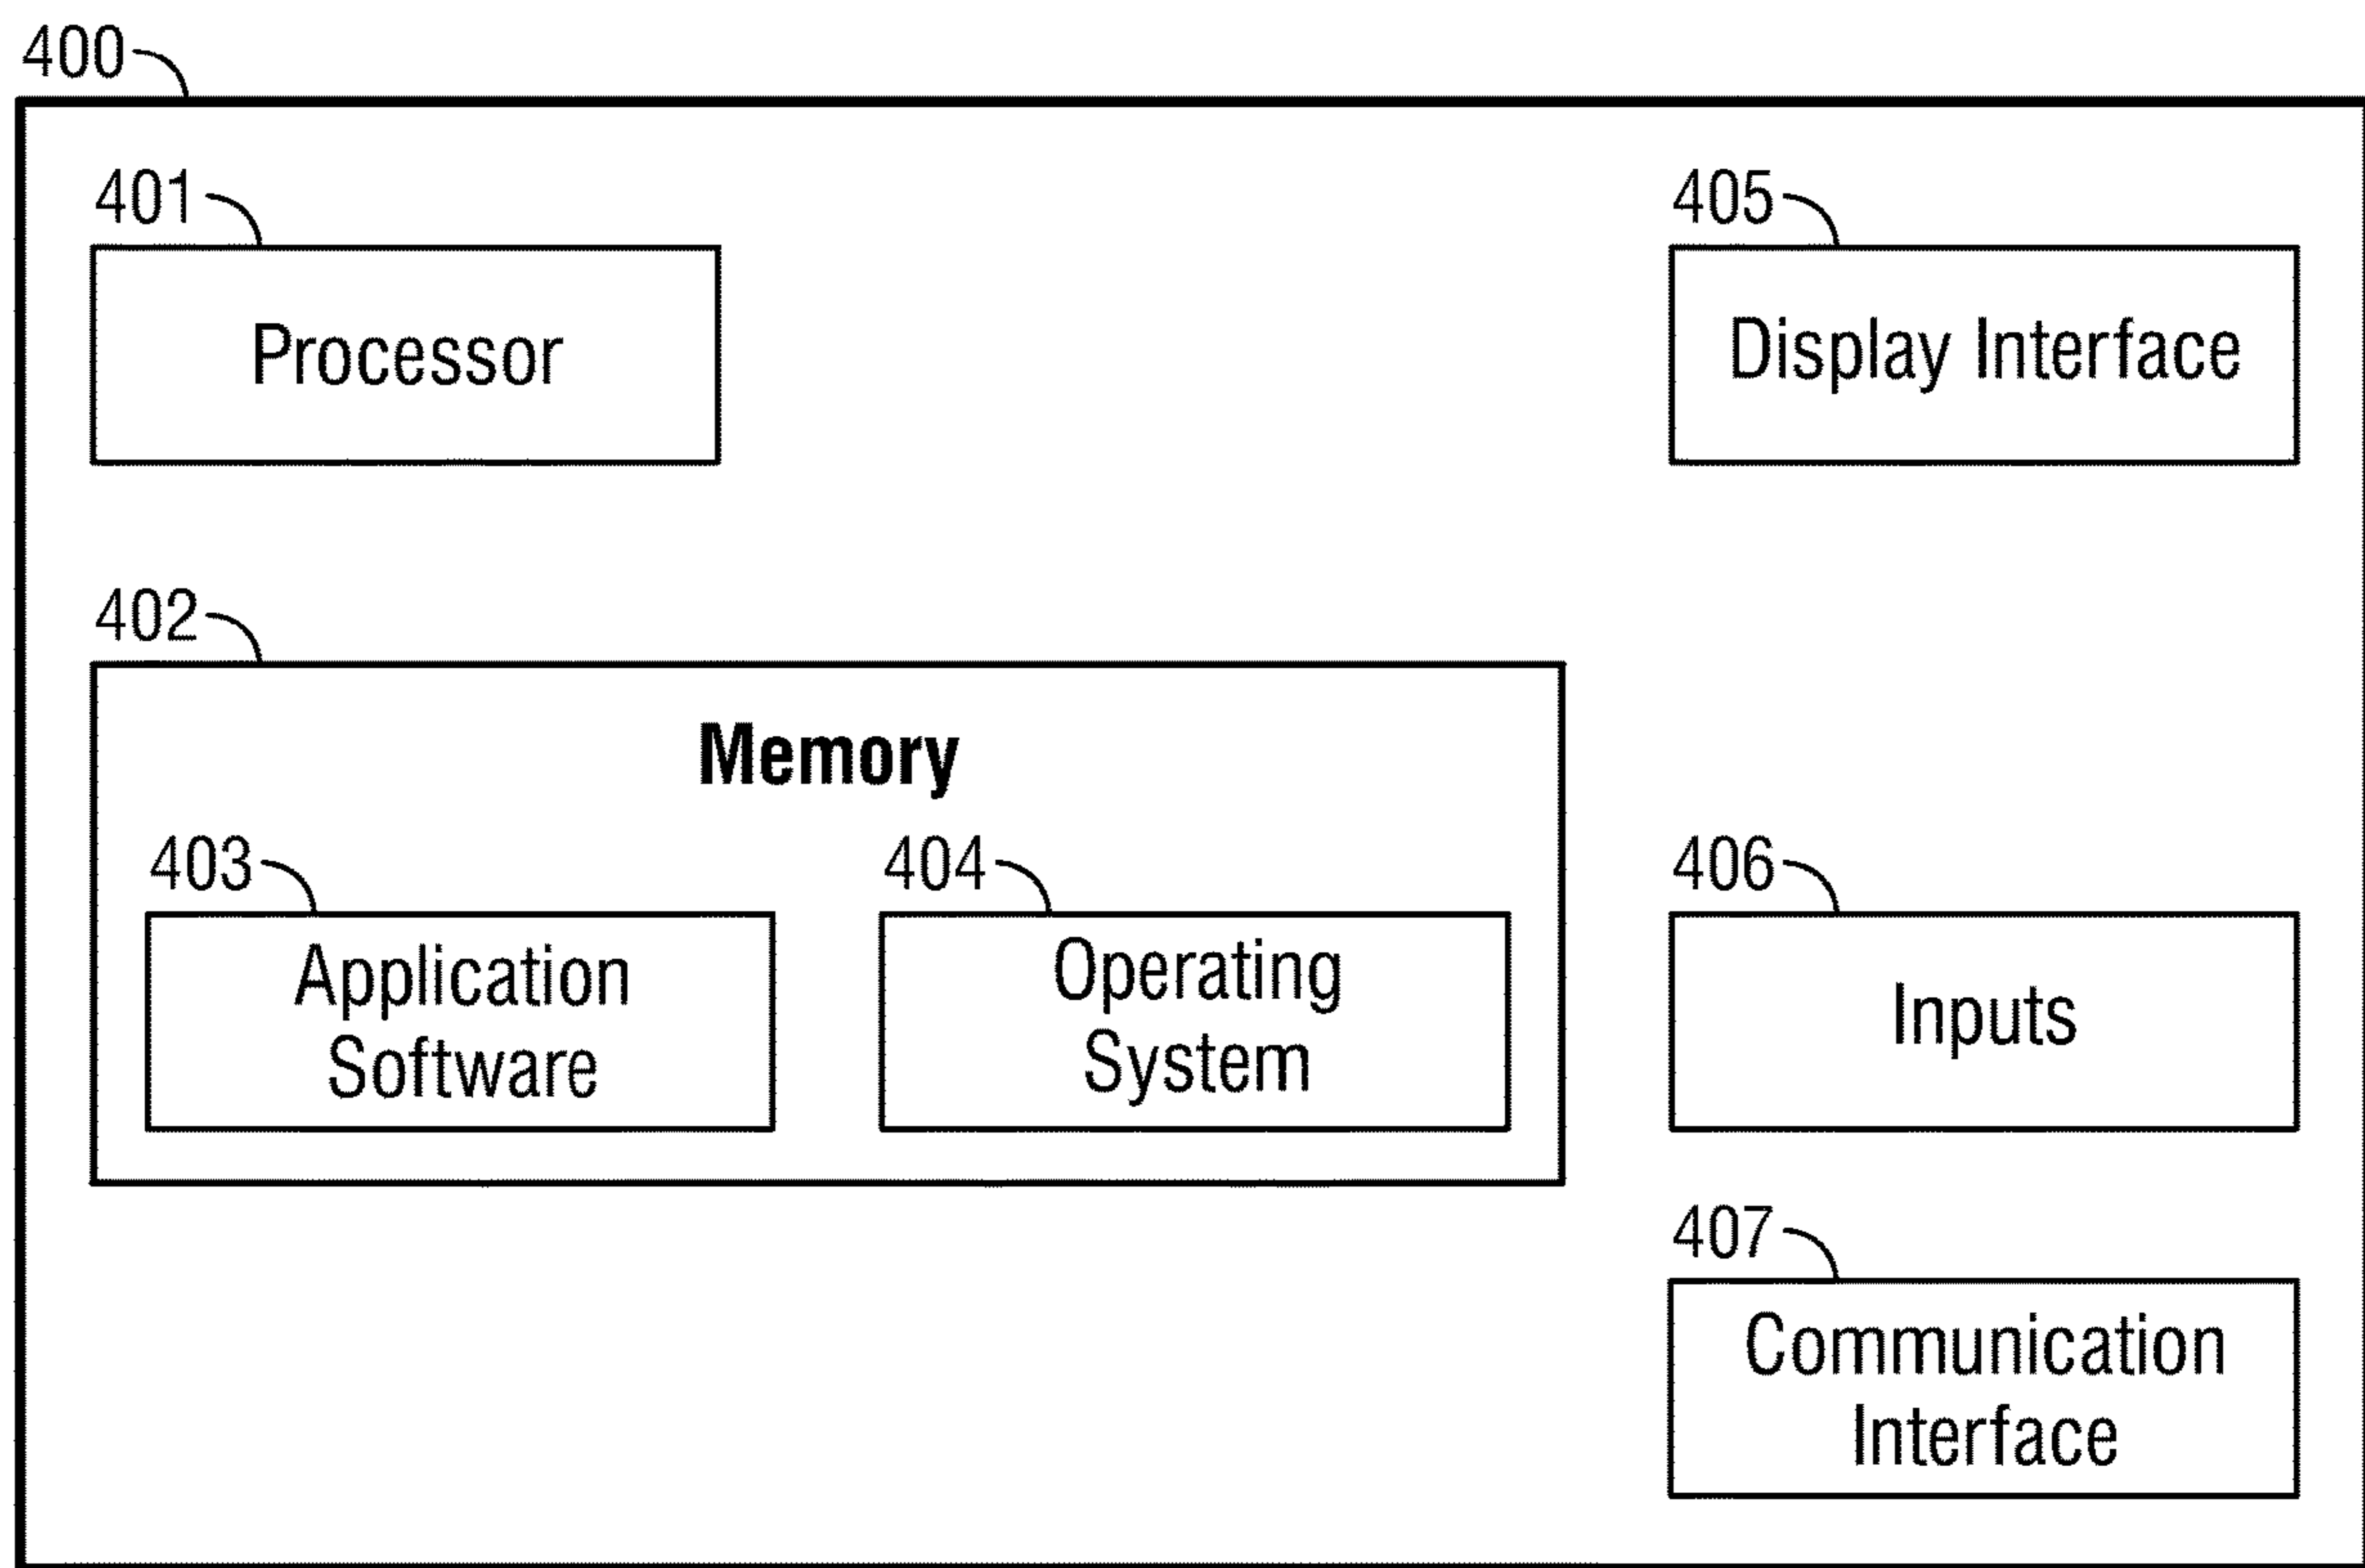 400
401
Processor
405
Display Interface
402
Memory
403
Application
Software
404
Operating
System
406
Inputs
407
Communication
Interface